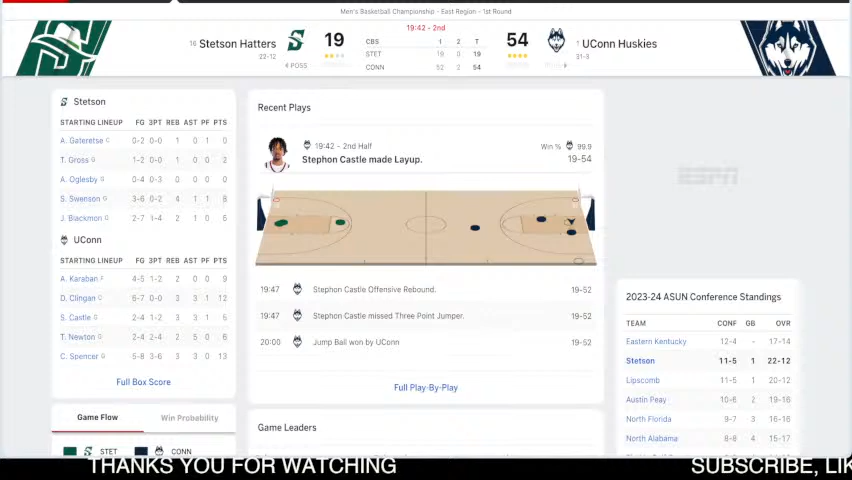 Men's Basketball Championship - East Region - 1st Round
16 Stetson Hatters
22-12
19
POSS
19:42 - 2nd
CBS 1 2 T
STET 19 0 19
CONN 52 2 54
54
1 UConn Huskies
31-3
Stetson
STARTING LINEUP FG 3PT REB AST PF PTS
A. Gateretse C 0-2 0-0 1 0 1 0
T. Gross G 1-2 0-0 1 0 0 2
A. Oglesby G 0-4 0-3 0 0 0 0
S. Swenson G 3-6 0-2 4 1 1 8
J. Blackmon G 2-7 1-4 2 1 0 5
UConn
STARTING LINEUP FG 3PT REB AST PF PTS
A. Karaban F 4-5 1-2 2 0 0 9
D. Clingan C 6-7 0-0 3 3 1 12
S. Castle G 2-4 1-2 3 3 1 5
T. Newton G 2-4 2-4 2 5 0 6
C. Spencer G 5-8 3-6 3 3 0 13
Full Box Score
Game Flow
Win Probability
STET CONN
Recent Plays
19:42 - 2nd Half
Stephon Castle made Layup.
Win % 99.9
19-54
19:47 Stephon Castle Offensive Rebound. 19-52
19:47 Stephon Castle missed Three Point Jumper. 19-52
20:00 Jump Ball won by UConn 19-52
Full Play-By-Play
Game Leaders
ESPN
2023-24 ASUN Conference Standings
TEAM CONF GB OVR
Eastern Kentucky 12-4 - 17-14
Stetson 11-5 1 22-12
Lipscomb 11-5 1 20-12
Austin Peay 10-6 2 19-16
North Florida 9-7 3 16-16
North Alabama 8-8 4 15-17
THANKS YOU FOR WATCHING
SUBSCRIBE, LIK